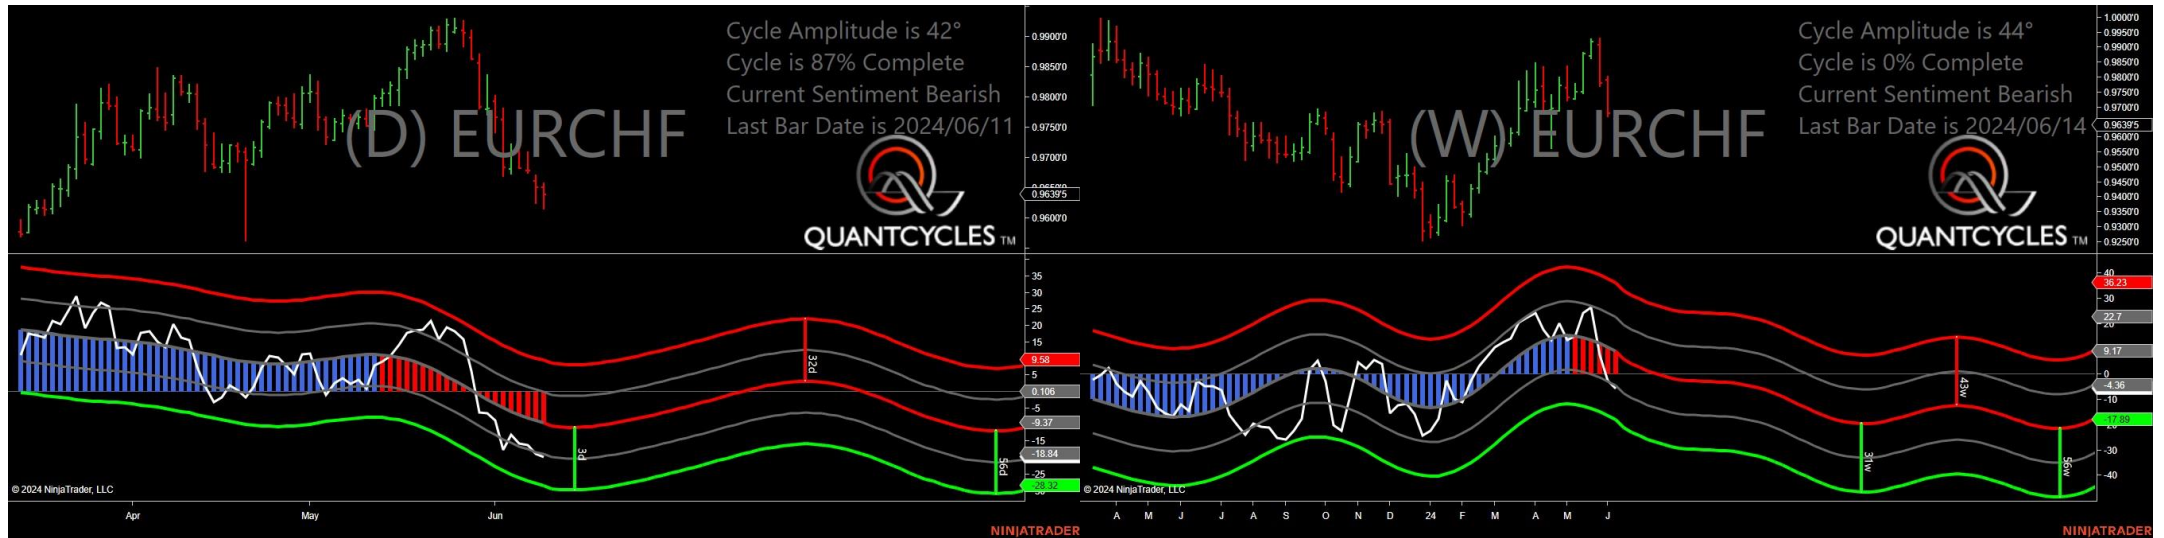 Cycle Amplitude is 42°
Cycle is 87% Complete
Current Sentiment Bearish
Last Bar Date is 2024/06/11
(D) EURCHF
QUANTCYCLES TM
0.9900'0
0.9850'0
0.9800'0
0.9750'0
0.9700'0
0.9639'5
0.9600'0
35
30
25
20
15
9.58
5
0.106
-5
-9.37
-15
-18.84
-25
-28.32
32d
3d
56d
© 2024 NinjaTrader, LLC
Apr May Jun
NINJATRADER
Cycle Amplitude is 44°
Cycle is 0% Complete
Current Sentiment Bearish
Last Bar Date is 2024/06/14
(W) EURCHF
QUANTCYCLES TM
1.0000'0
0.9950'0
0.9900'0
0.9850'0
0.9800'0
0.9750'0
0.9700'0
0.9639'5
0.9600'0
0.9550'0
0.9500'0
0.9450'0
0.9400'0
0.9350'0
0.9300'0
0.9250'0
40
36.23
30
22.7
20
9.17
0
-4.36
-10
-17.89
-30
-40
43w
31w
56w
© 2024 NinjaTrader, LLC
A M J J A S O N D 24 F M A M J
NINJATRADER